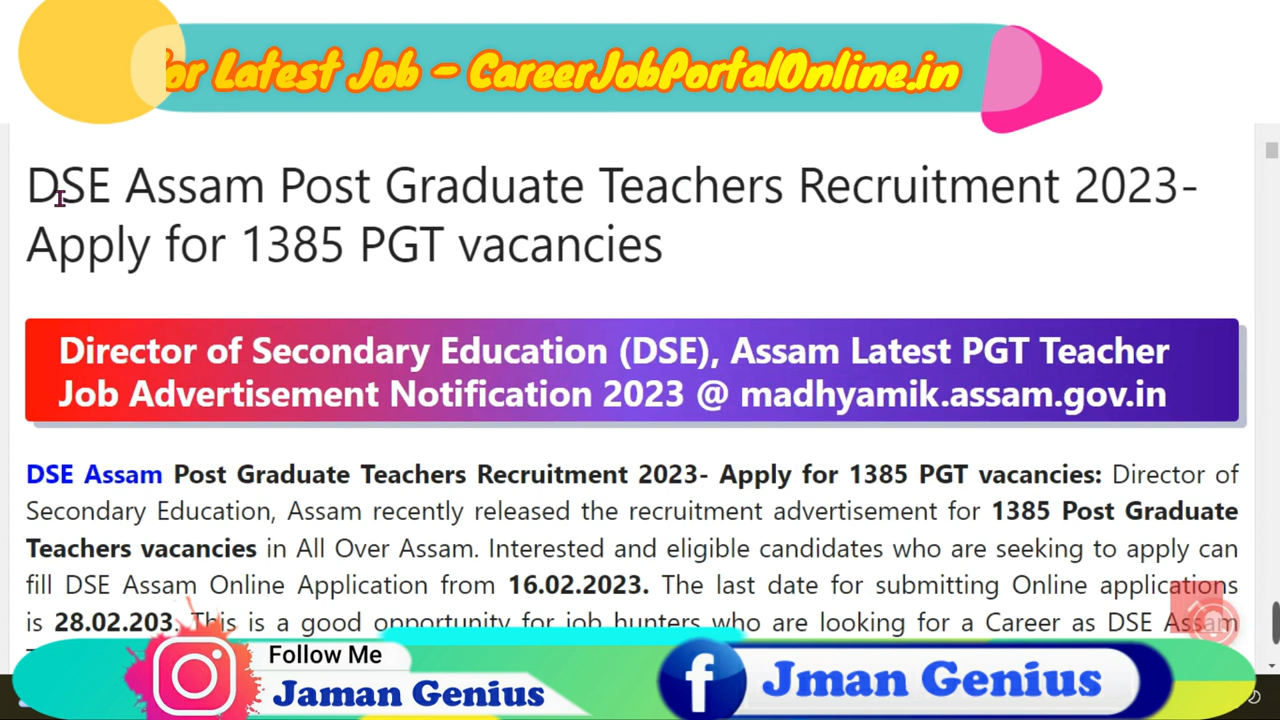 or Latest Job - CareerJobPortalOnline.in
DSE Assam Post Graduate Teachers Recruitment 2023-
Apply for 1385 PGT vacancies
Director of Secondary Education (DSE), Assam Latest PGT Teacher
Job Advertisement Notification 2023 @ madhyamik.assam.gov.in
DSE Assam Post Graduate Teachers Recruitment 2023- Apply for 1385 PGT vacancies: Director of
Secondary Education, Assam recently released the recruitment advertisement for 1385 Post Graduate
Teachers vacancies in All Over Assam. Interested and eligible candidates who are seeking to apply can
fill DSE Assam Online Application from 16.02.2023. The last date for submitting Online applications
is 28.02.203. This is a good opportunity for job hunters who are looking for a Career as DSE Assam
Follow Me
Jaman Genius
Jman Genius